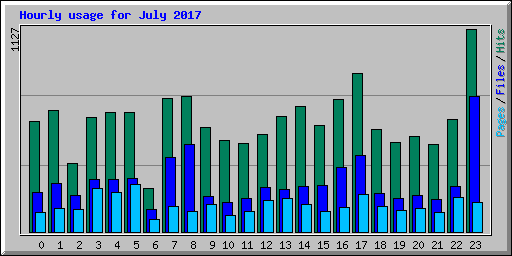 Hourly usage for July 2017
1127
Pages / Files / Hits
0 1 2 3 4 5 6 7 8 9 10 11 12 13 14 15 16 17 18 19 20 21 22 23